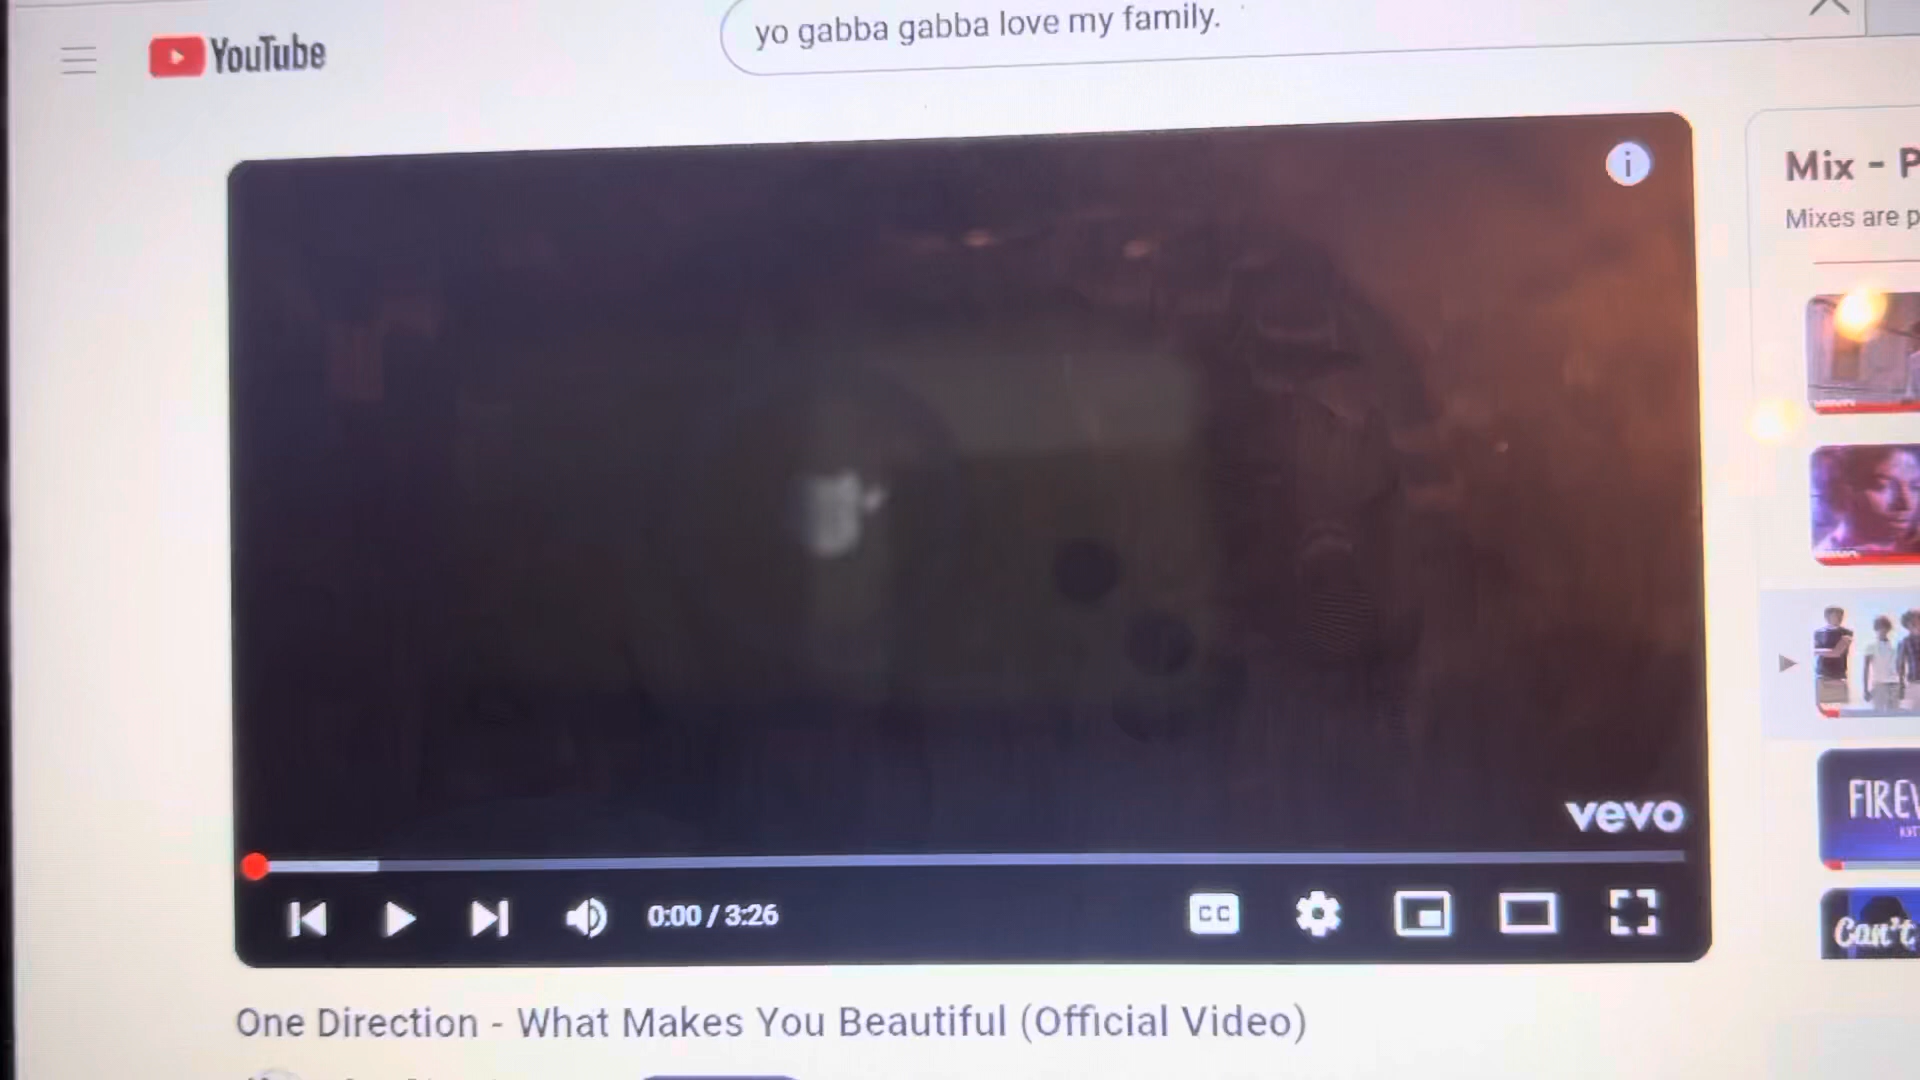 YouTube
yo gabba gabba love my family.
i
Mix - P
Mixes are p
vevo
0:00 / 3:26
CC
One Direction - What Makes You Beautiful (Official Video)
Can't